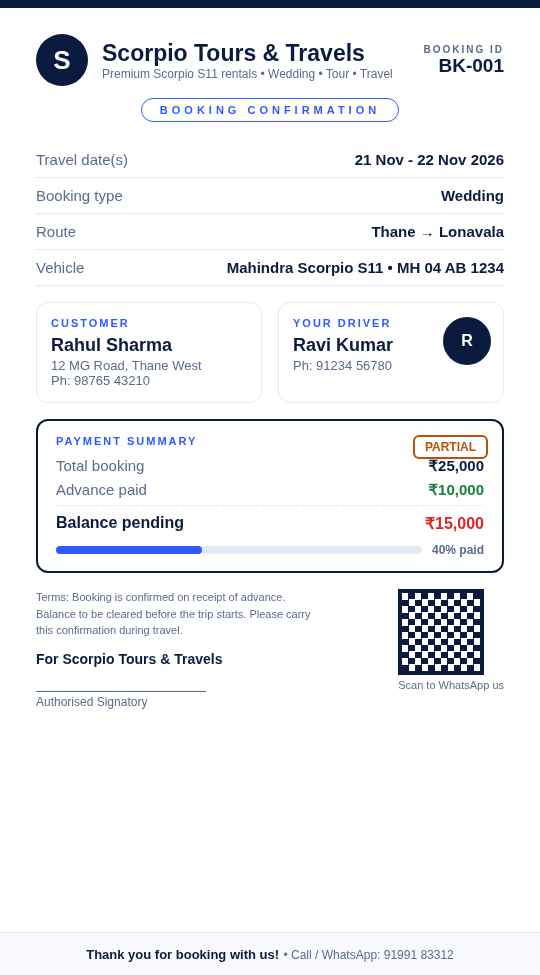 S
Scorpio Tours & Travels
Premium Scorpio S11 rentals • Wedding • Tour • Travel
BOOKING ID
BK-001
BOOKING CONFIRMATION
Travel date(s) 21 Nov - 22 Nov 2026
Booking type Wedding
Route Thane → Lonavala
Vehicle Mahindra Scorpio S11 • MH 04 AB 1234
CUSTOMER
Rahul Sharma
12 MG Road, Thane West
Ph: 98765 43210
YOUR DRIVER
Ravi Kumar
Ph: 91234 56780
R
PAYMENT SUMMARY
PARTIAL
Total booking ₹25,000
Advance paid ₹10,000
Balance pending ₹15,000
40% paid
Terms: Booking is confirmed on receipt of advance.
Balance to be cleared before the trip starts. Please carry
this confirmation during travel.
For Scorpio Tours & Travels
Authorised Signatory
Scan to WhatsApp us
Thank you for booking with us! • Call / WhatsApp: 91991 83312